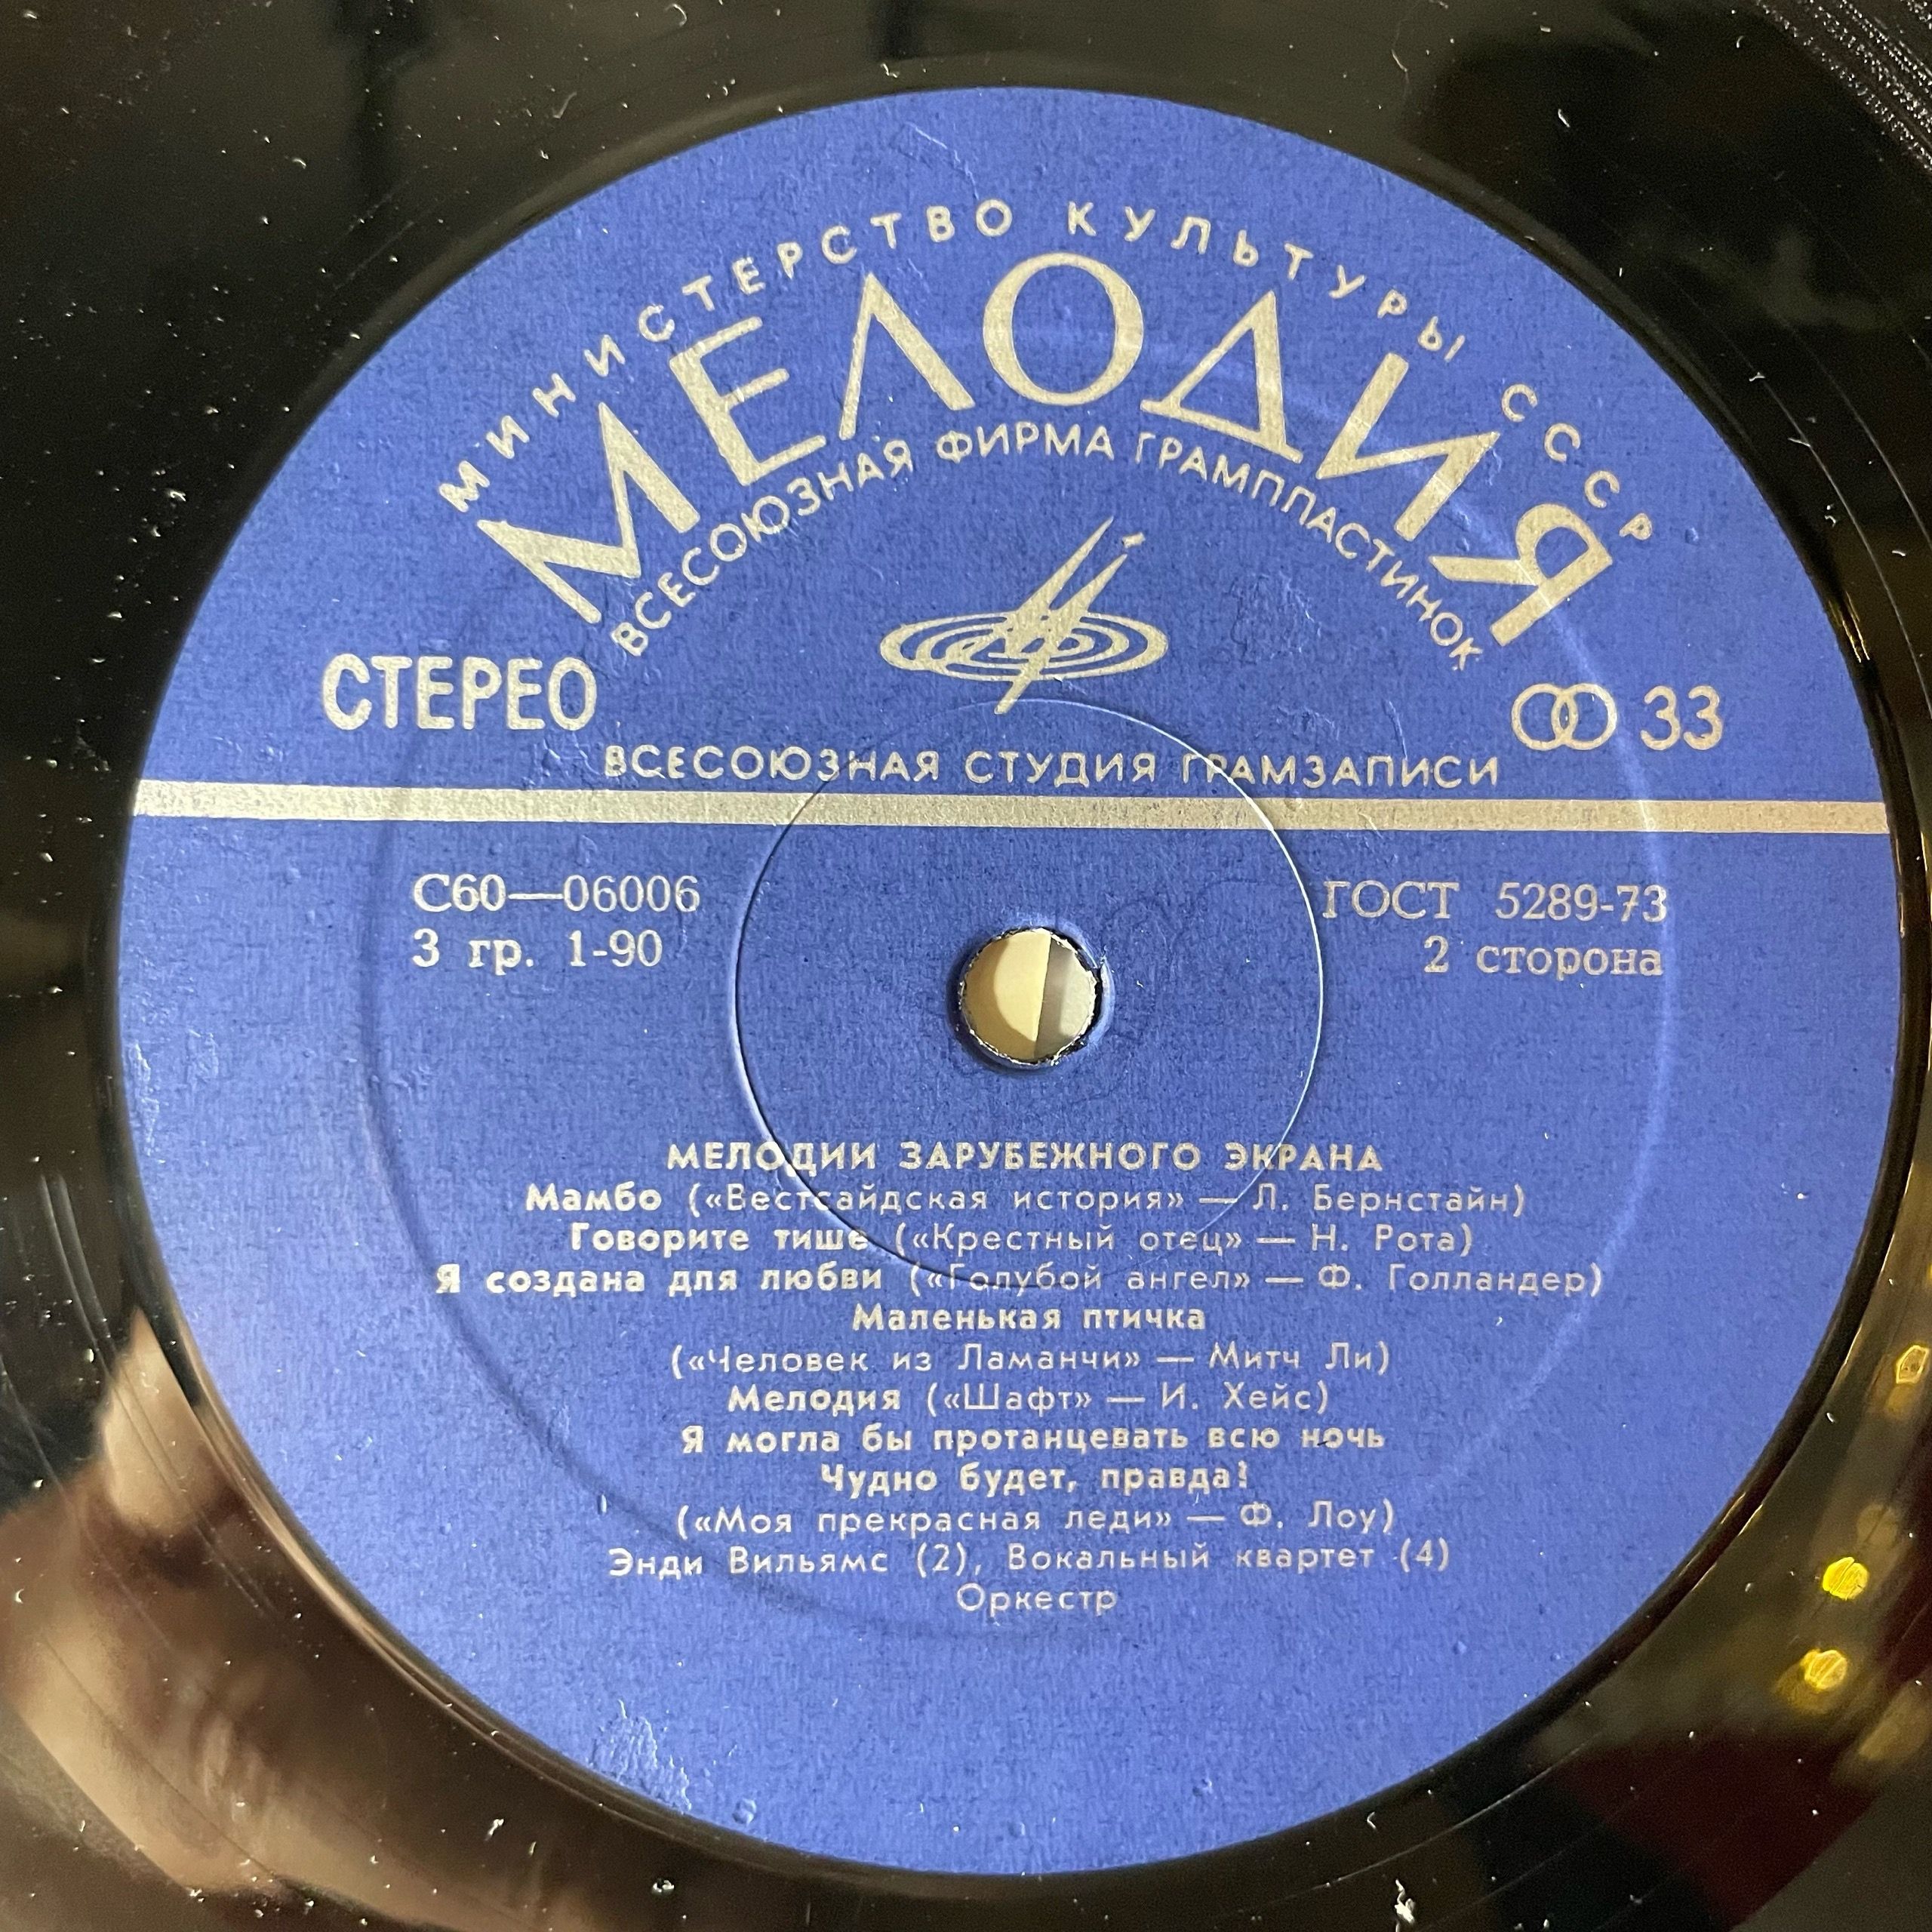 МИНИСТЕРСТВО КУЛЬТУРЫ СССР
МЕЛОДИЯ
ВСЕСОЮЗНАЯ ФИРМА ГРАМПЛАСТИНОК
СТЕРЕО
33
ВСЕСОЮЗНАЯ СТУДИЯ ГРАМЗАПИСИ
С60—06006
ГОСТ 5289-73
3 гр. 1-90
2 сторона
МЕЛОДИИ ЗАРУБЕЖНОГО ЭКРАНА
Мамбо («Вестсайдская история» — Л. Бернстайн)
Говорите тише («Крестный отец» — Н. Рота)
Я создана для любви («Голубой ангел» — Ф. Голландер)
Маленькая птичка
(«Человек из Ламанчи» — Митч Ли)
Мелодия («Шафт» — И. Хейс)
Я могла бы протанцевать всю ночь
Чудно будет, правда?
(«Моя прекрасная леди» — Ф. Лоу)
Энди Вильямс (2), Вокальный квартет (4)
Оркестр